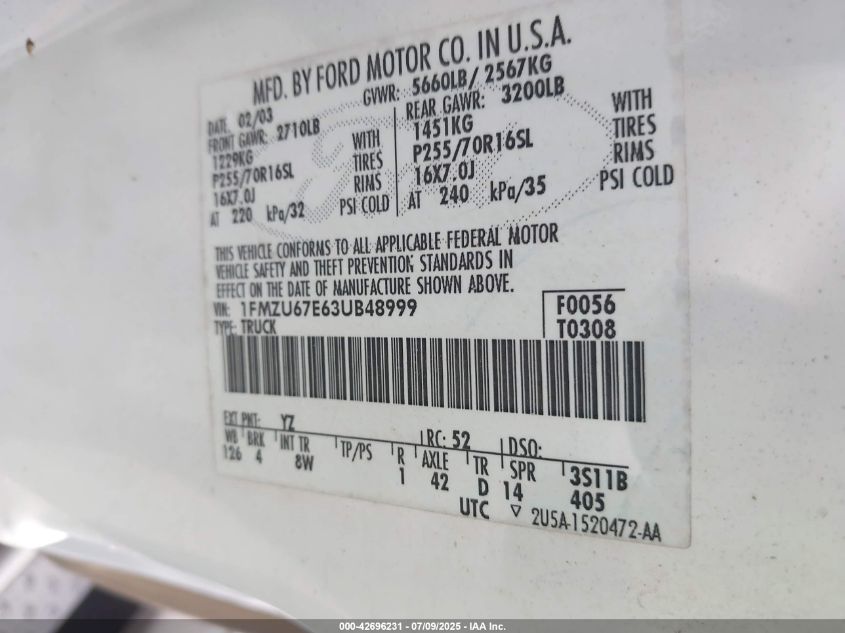 MFD. BY FORD MOTOR CO. IN U.S.A.
DATE: 02/03 GVWR: 5660LB/ 2567KG
FRONT GAWR: 2710LB REAR GAWR: 3200LB
1229KG WITH 1451KG WITH
P255/70R16SL TIRES P255/70R16SL TIRES
16X7.0J RIMS 16X7.0J RIMS
AT 220 kPa/32 PSI COLD AT 240 kPa/35 PSI COLD
THIS VEHICLE CONFORMS TO ALL APPLICABLE FEDERAL MOTOR
VEHICLE SAFETY AND THEFT PREVENTION STANDARDS IN
EFFECT ON THE DATE OF MANUFACTURE SHOWN ABOVE.
VIN: 1FMZU67E63UB48999 F0056
TYPE: TRUCK T0308
EXT PNT: YZ RC: 52 DSO:
WB BRK INT TR TP/PS R AXLE TR SPR 3S11B
126 4 8W 1 42 D 14 405
UTC ▽ 2U5A-1520472-AA
000-42696231 - 07/09/2025 - IAA Inc.